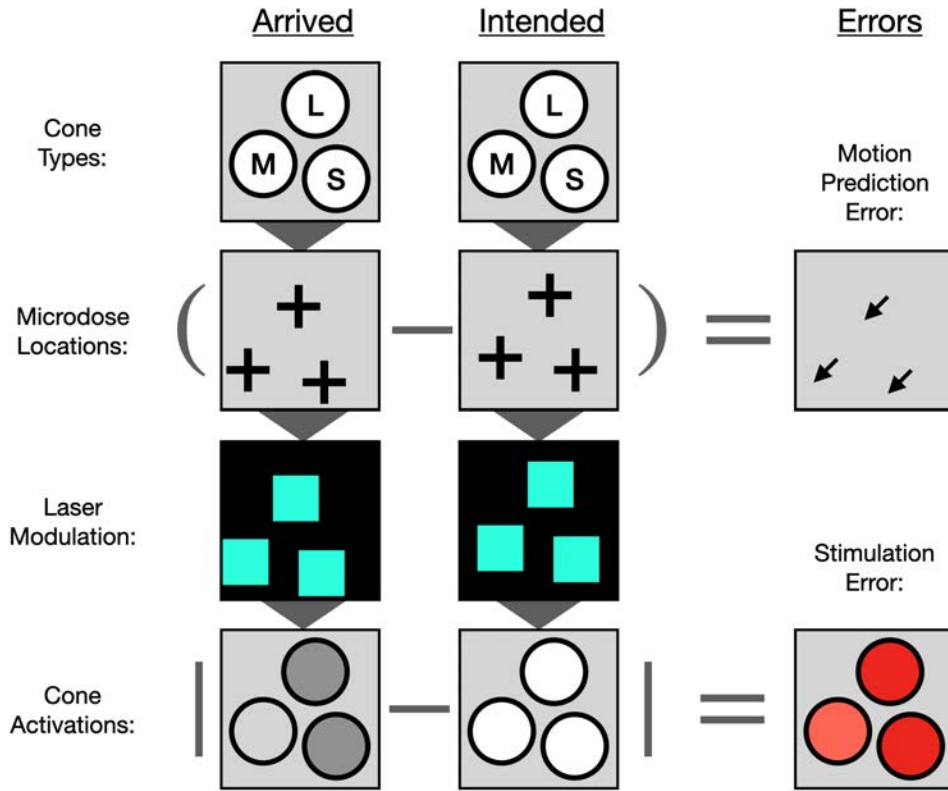 Arrived
Intended
Errors
Cone
Types:
L
M
S
L
M
S
Motion
Prediction
Error:
Microdose
Locations:
Laser
Modulation:
Stimulation
Error:
Cone
Activations: